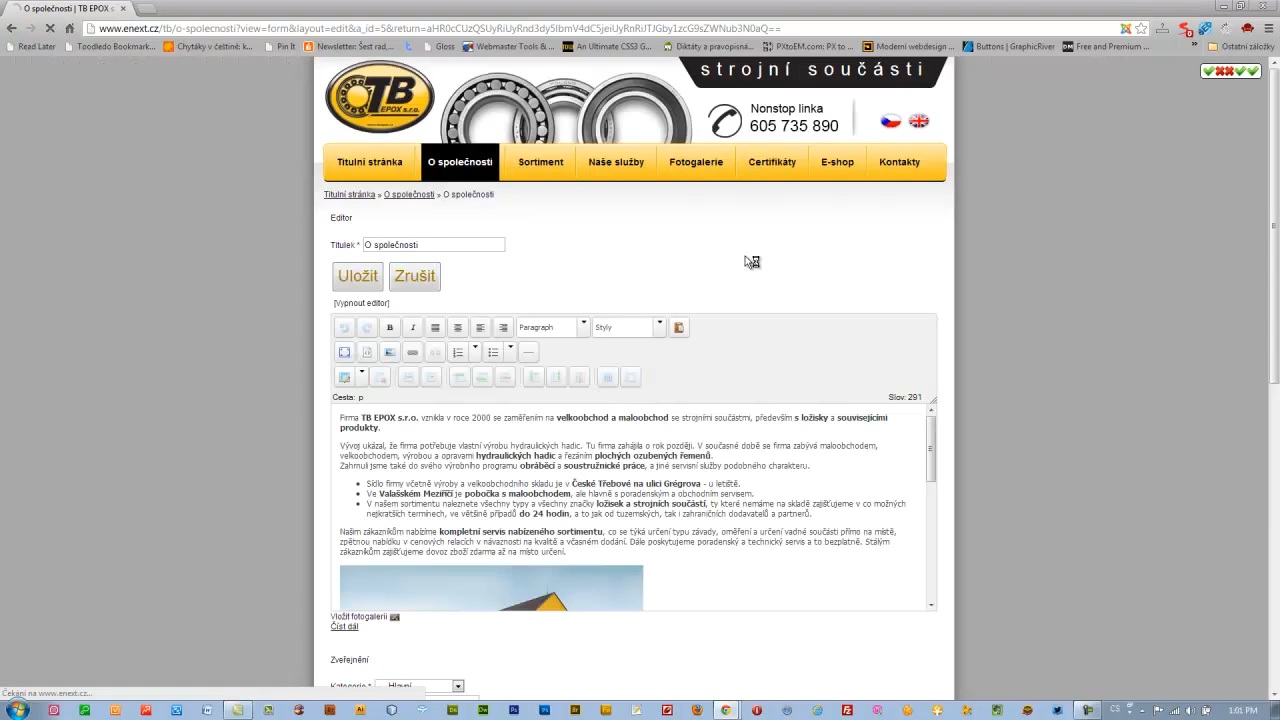 O společnosti | TB EPOX s
www.enext.cz/tb/o-spolecnosti?view=form&layout=edit&a_id=5&return=aHR0cCUzQSUyRiUyRnd3dy5lbmV4dC5jeiUyRnRiJTJGby1zcG9sZWNub3N0aQ==
Read Later Toodledo Bookmark... Chytáky v češtině: k... Pin It Newsletter: Šest rad,... Gloss Webmaster Tools &... An Ultimate CSS3 G... Diktáty a pravopisná... PXtoEM.com: PX to ... Moderní webdesign ... Buttons | GraphicRiver Free and Premium ... » Ostatní záložky
TB
EPOX s.r.o.
strojní součásti
Nonstop linka
605 735 890
Titulní stránka O společnosti Sortiment Naše služby Fotogalerie Certifikáty E-shop Kontakty
Titulní stránka » O společnosti » O společnosti
Editor
Titulek * O společnosti
Uložit Zrušit
[Vypnout editor]
B I Paragraph Styly
Cesta: p Slov: 291
Firma TB EPOX s.r.o. vznikla v roce 2000 se zaměřením na velkoobchod a maloobchod se strojními součástmi, především s ložisky a souvisejícími
produkty.
Vývoj ukázal, že firma potřebuje vlastní výrobu hydraulických hadic. Tu firma zahájila o rok později. V současné době se firma zabývá maloobchodem,
velkoobchodem, výrobou a opravami hydraulických hadic a řezáním plochých ozubených řemenů.
Zahrnuli jsme také do svého výrobního programu obráběcí a soustružnické práce, a jiné servisní služby podobného charakteru.
Sídlo firmy včetně výroby a velkoobchodního skladu je v České Třebové na ulici Grégrova - u letiště.
Ve Valašském Meziříčí je pobočka s maloobchodem, ale hlavně s poradenským a obchodním servisem.
V našem sortimentu naleznete všechny typy a všechny značky ložisek a strojních součástí, ty které nemáme na skladě zajišťujeme v co možných
nejkratších termínech, ve většině případů do 24 hodin, a to jak od tuzemských, tak i zahraničních dodavatelů a partnerů.
Našim zákazníkům nabízíme kompletní servis nabízeného sortimentu, co se týká určení typu závady, oměření a určení vadné součásti přímo na místě,
zpětnou nabídku v cenových relacích v návaznosti na kvalitě a včasném dodání. Dále poskytujeme poradenský a technický servis a to bezplatně. Stálým
zákazníkům zajišťujeme dovoz zboží zdarma až na místo určení.
Vložit fotogalerii
Číst dál
Zveřejnění
Kategorie * Hlavní
Čekání na www.enext.cz...
CS 1:01 PM